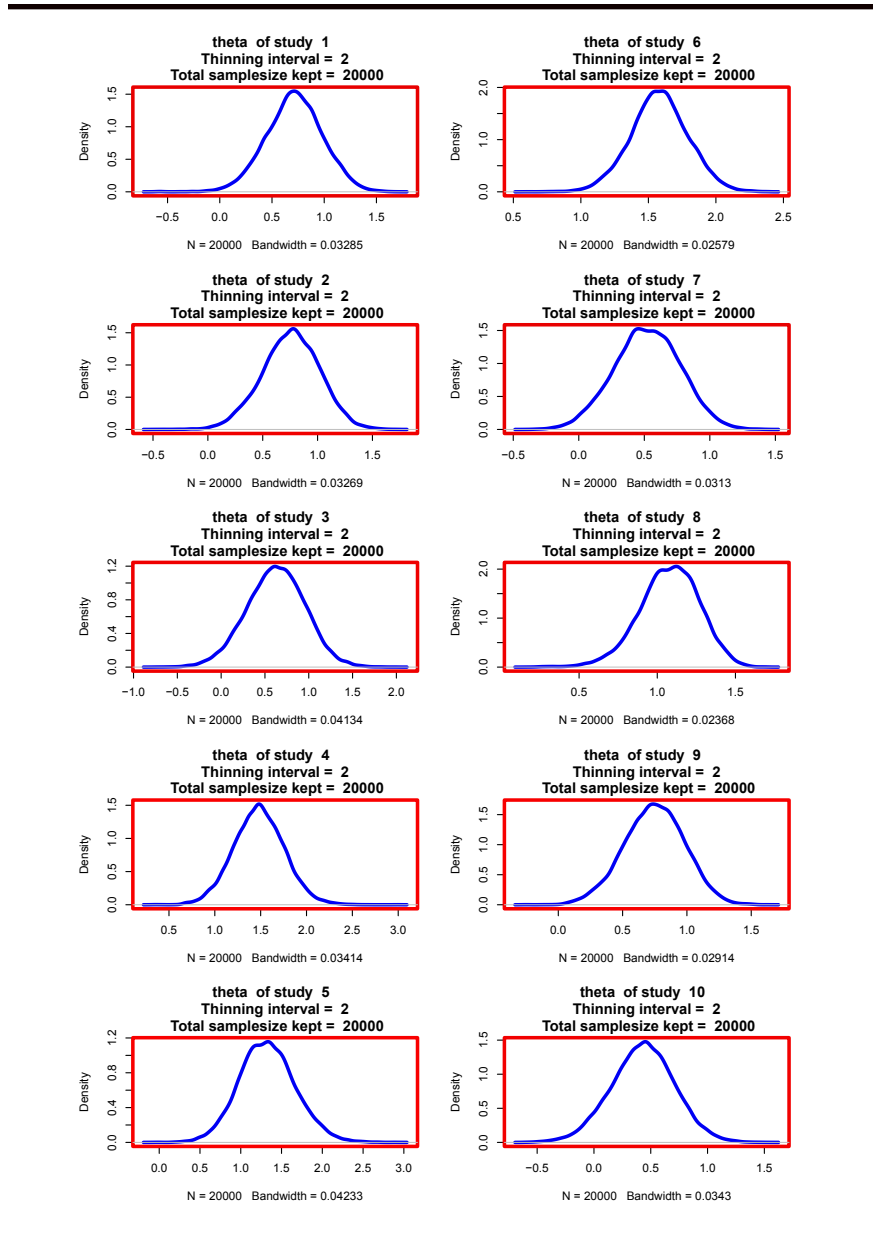 theta of study 1
Thinning interval = 2
Total samplesize kept = 20000
Density
0.0 0.5 1.0 1.5
−0.5 0.0 0.5 1.0 1.5
N = 20000 Bandwidth = 0.03285
theta of study 6
Thinning interval = 2
Total samplesize kept = 20000
Density
0.0 1.0 2.0
0.5 1.0 1.5 2.0 2.5
N = 20000 Bandwidth = 0.02579
theta of study 2
Thinning interval = 2
Total samplesize kept = 20000
Density
0.0 0.5 1.0 1.5
−0.5 0.0 0.5 1.0 1.5
N = 20000 Bandwidth = 0.03269
theta of study 7
Thinning interval = 2
Total samplesize kept = 20000
Density
0.0 0.5 1.0 1.5
−0.5 0.0 0.5 1.0 1.5
N = 20000 Bandwidth = 0.0313
theta of study 3
Thinning interval = 2
Total samplesize kept = 20000
Density
0.0 0.4 0.8 1.2
−1.0 −0.5 0.0 0.5 1.0 1.5 2.0
N = 20000 Bandwidth = 0.04134
theta of study 8
Thinning interval = 2
Total samplesize kept = 20000
Density
0.0 1.0 2.0
0.5 1.0 1.5
N = 20000 Bandwidth = 0.02368
theta of study 4
Thinning interval = 2
Total samplesize kept = 20000
Density
0.0 0.5 1.0 1.5
0.5 1.0 1.5 2.0 2.5 3.0
N = 20000 Bandwidth = 0.03414
theta of study 9
Thinning interval = 2
Total samplesize kept = 20000
Density
0.0 0.5 1.0 1.5
0.0 0.5 1.0 1.5
N = 20000 Bandwidth = 0.02914
theta of study 5
Thinning interval = 2
Total samplesize kept = 20000
Density
0.0 0.4 0.8 1.2
0.0 0.5 1.0 1.5 2.0 2.5 3.0
N = 20000 Bandwidth = 0.04233
theta of study 10
Thinning interval = 2
Total samplesize kept = 20000
Density
0.0 0.5 1.0 1.5
−0.5 0.0 0.5 1.0 1.5
N = 20000 Bandwidth = 0.0343